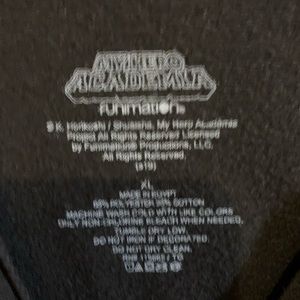 MY HERO
ACADEMIA
FUNIMATION®
© K. Horikoshi / Shueisha, My Hero Academia
Project All Rights Reserved Licensed
by Funimation® Productions, LLC.
All Rights Reserved.
XL
MADE IN EGYPT
COTTON
MACHINE WASH COLD WITH LIKE COLORS
ONLY NON CHLORINE BLEACH WHEN NEEDED,
TUMBLE DRY LOW
DO NOT IRON IF DECORATED.
DO NOT DRY CLEAN.